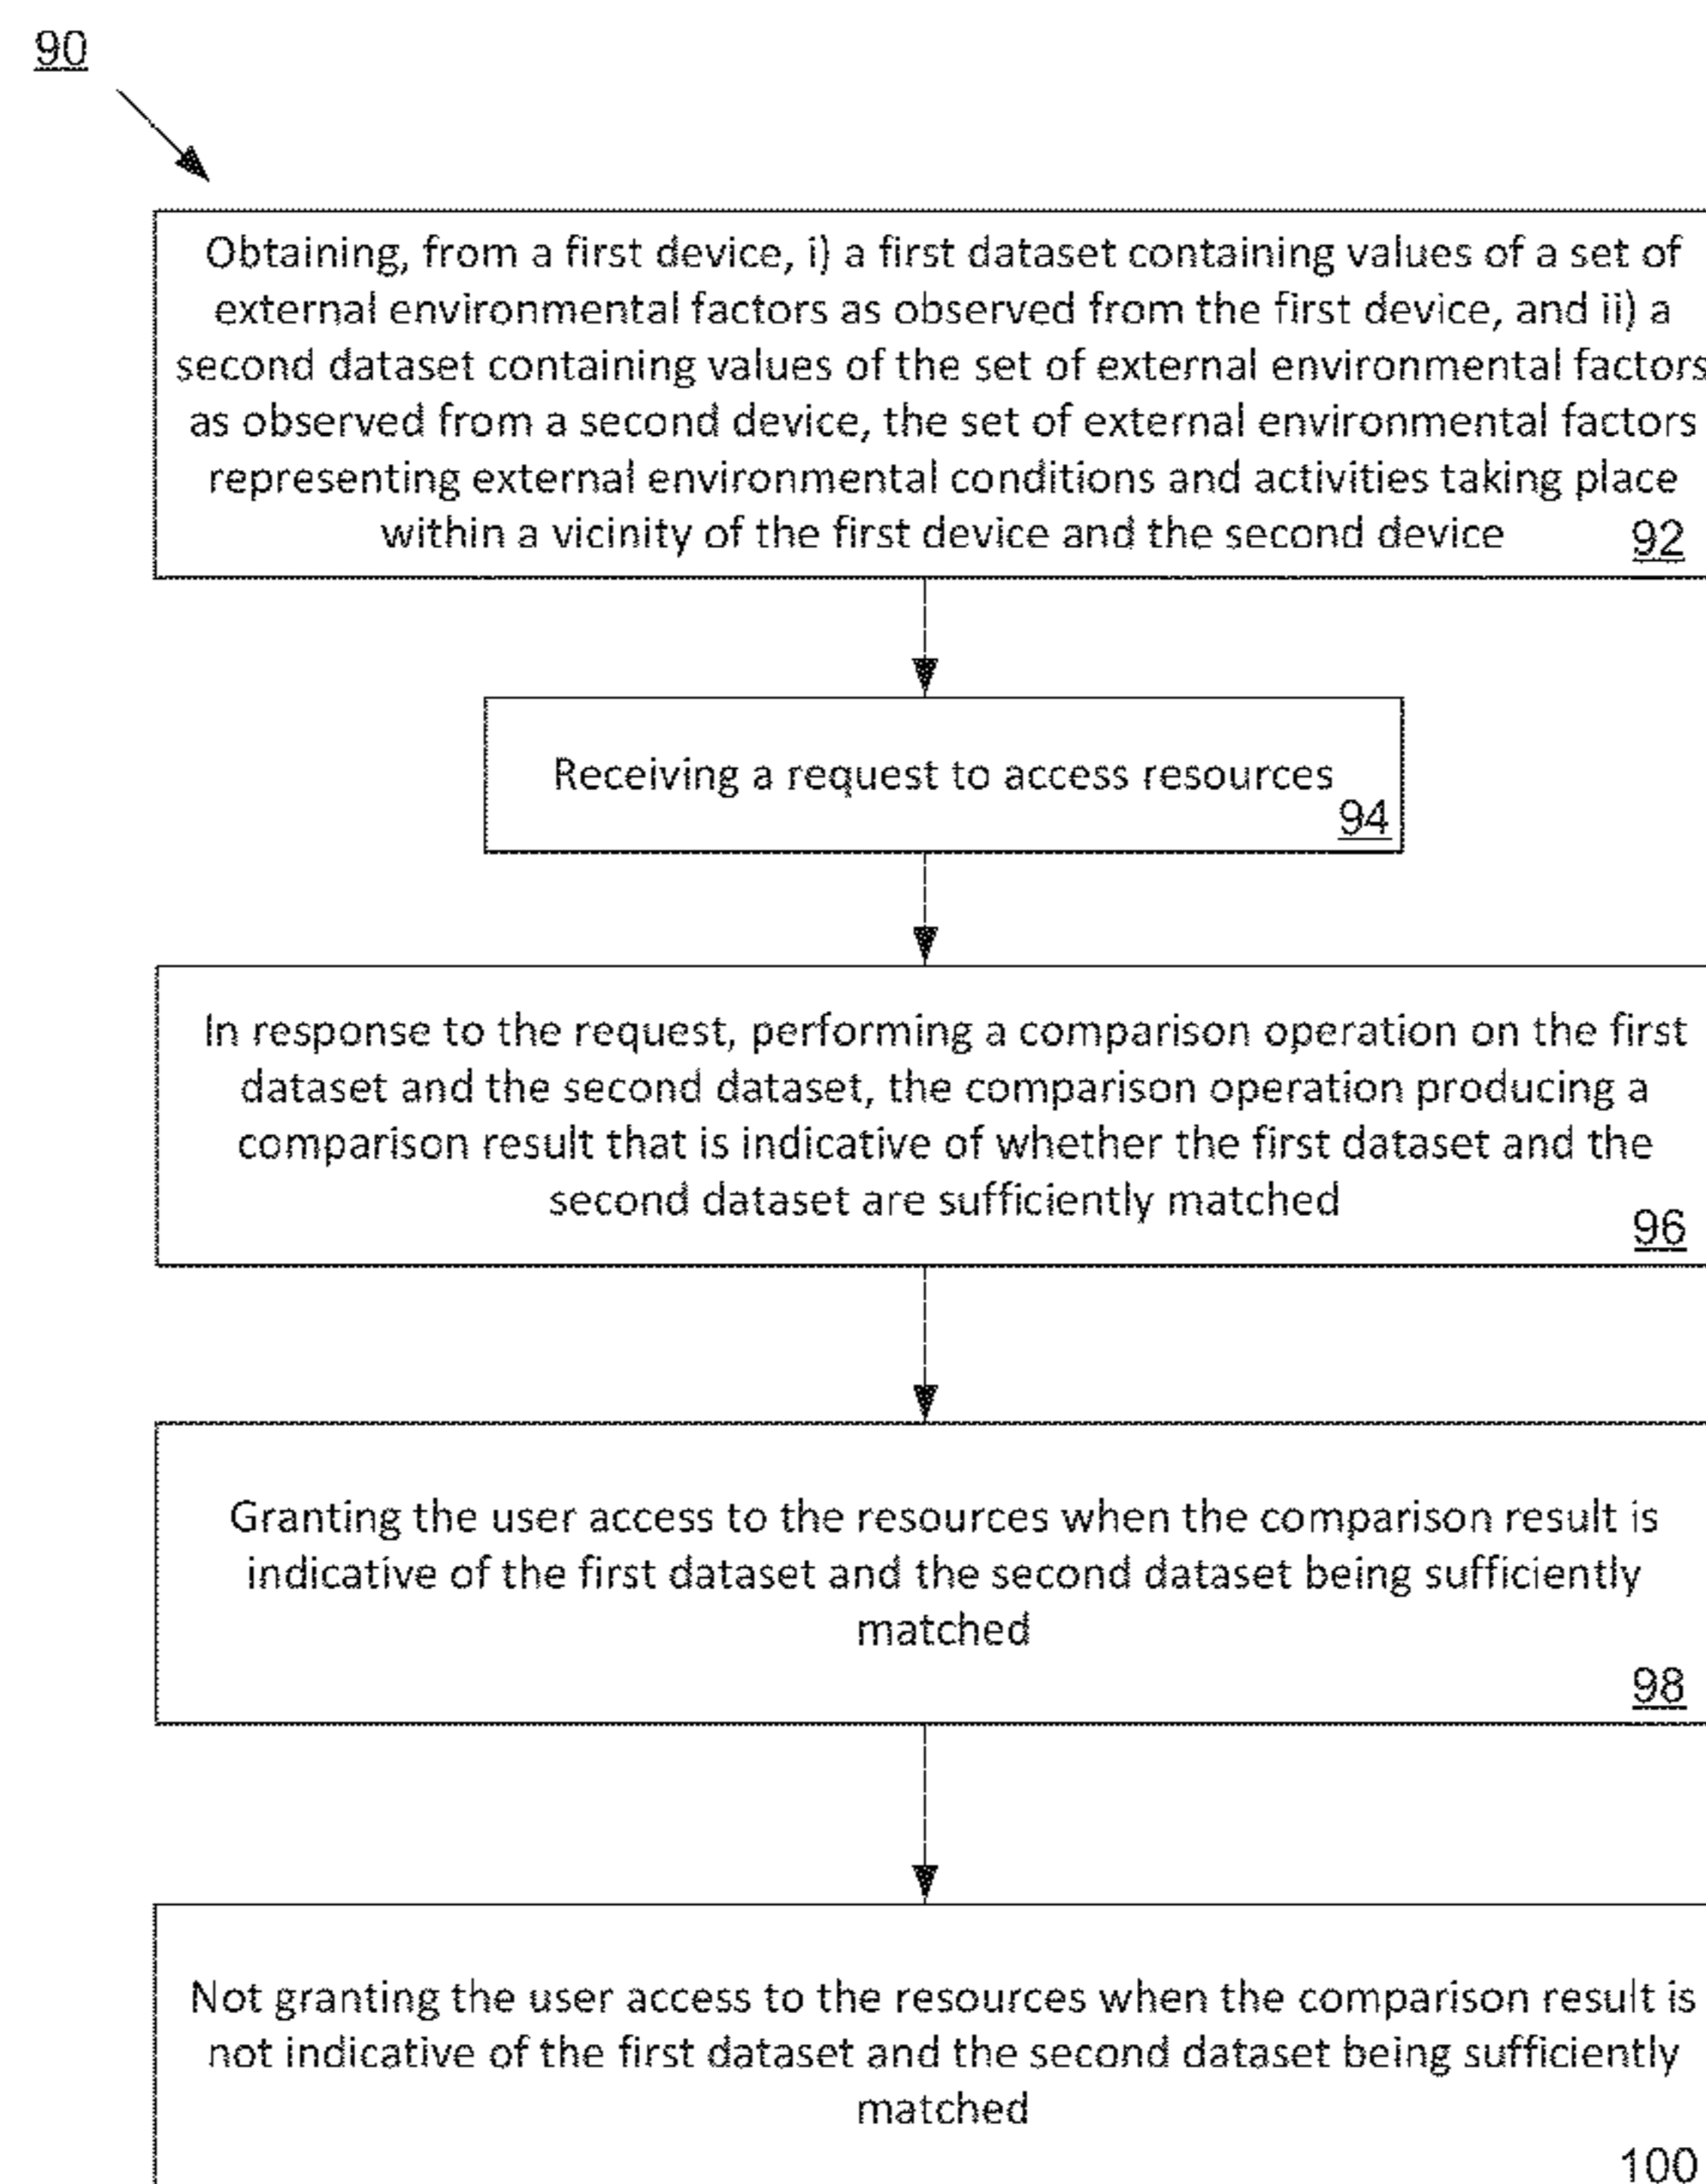 90
Obtaining, from a first device, i) a first dataset containing values of a set of
external environmental factors as observed from the first device, and ii) a
second dataset containing values of the set of external environmental factors
as observed from a second device, the set of external environmental factors
representing external environmental conditions and activities taking place
within a vicinity of the first device and the second device
92
Receiving a request to access resources
94
In response to the request, performing a comparison operation on the first
dataset and the second dataset, the comparison operation producing a
comparison result that is indicative of whether the first dataset and the
second dataset are sufficiently matched
96
Granting the user access to the resources when the comparison result is
indicative of the first dataset and the second dataset being sufficiently
matched
98
Not granting the user access to the resources when the comparison result is
not indicative of the first dataset and the second dataset being sufficiently
matched
100